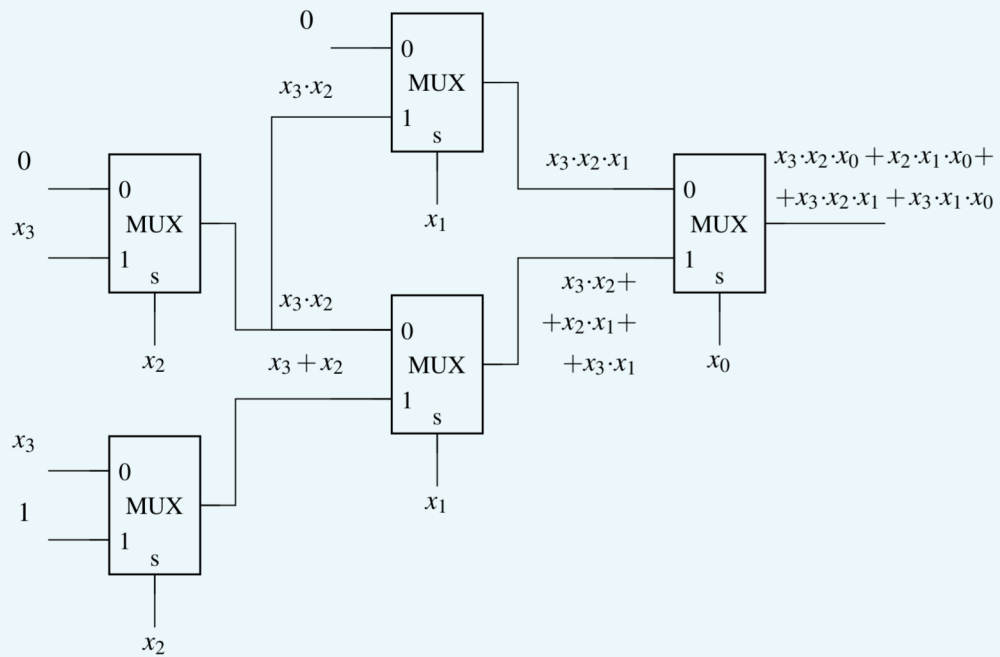 0
0
MUX
x₃·x₂
1
s
x₁
0
0
x₃
MUX
1
s
x₂
x₃·x₂·x₁
0
MUX
1
s
x₀
x₃·x₂·x₀ + x₂·x₁·x₀+
+x₃·x₂·x₁ + x₃·x₁·x₀
x₃·x₂
0
x₃ + x₂
MUX
1
s
x₁
x₃·x₂+
+x₂·x₁+
+x₃·x₁
x₃
0
MUX
1
1
s
x₂